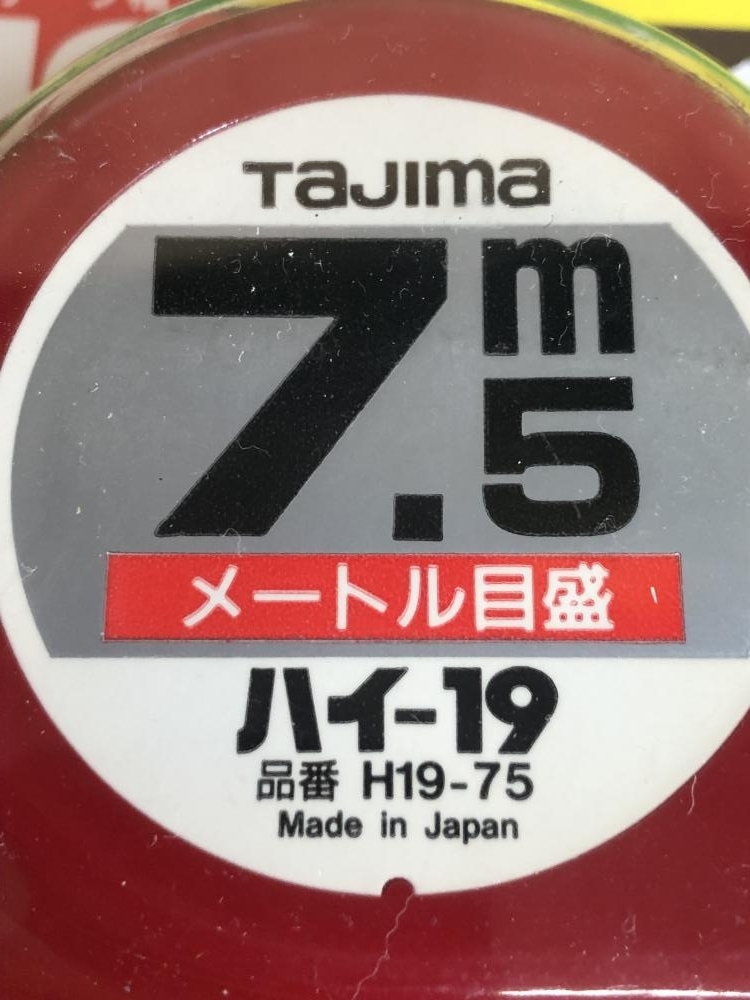 TaJima
7.5m
メートル目盛
ハイ-19
品番 H19-75
Made in Japan